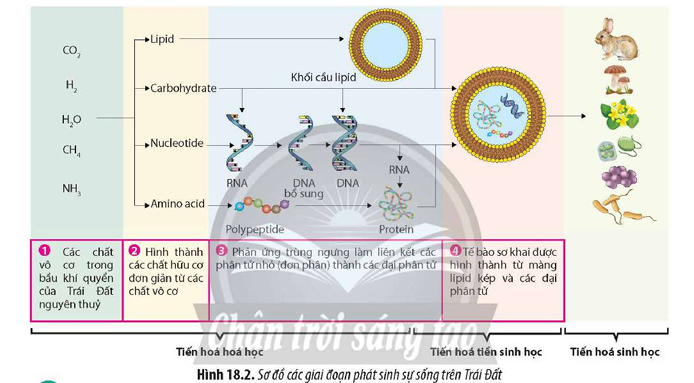 CO2
H2
H2O
CH4
NH3
Lipid
Carbohydrate
Nucleotide
Amino acid
Khối cầu lipid
RNA
DNA
bổ sung
DNA
RNA
Polypeptide
Protein
1 Các chất
vô cơ trong
bầu khí quyển
của Trái Đất
nguyên thuỷ
2 Hình thành
các chất hữu cơ
đơn giản từ các
chất vô cơ
3 Phản ứng trùng ngưng làm liên kết các
phân tử nhỏ (đơn phân) thành các đại phân tử
4 Tế bào sơ khai được
hình thành từ màng
lipid kép và các đại
phân tử
Chân trời sáng tạo
Tiến hoá hoá học
Tiến hoá tiền sinh học
Tiến hoá sinh học
Hình 18.2. Sơ đồ các giai đoạn phát sinh sự sống trên Trái Đất